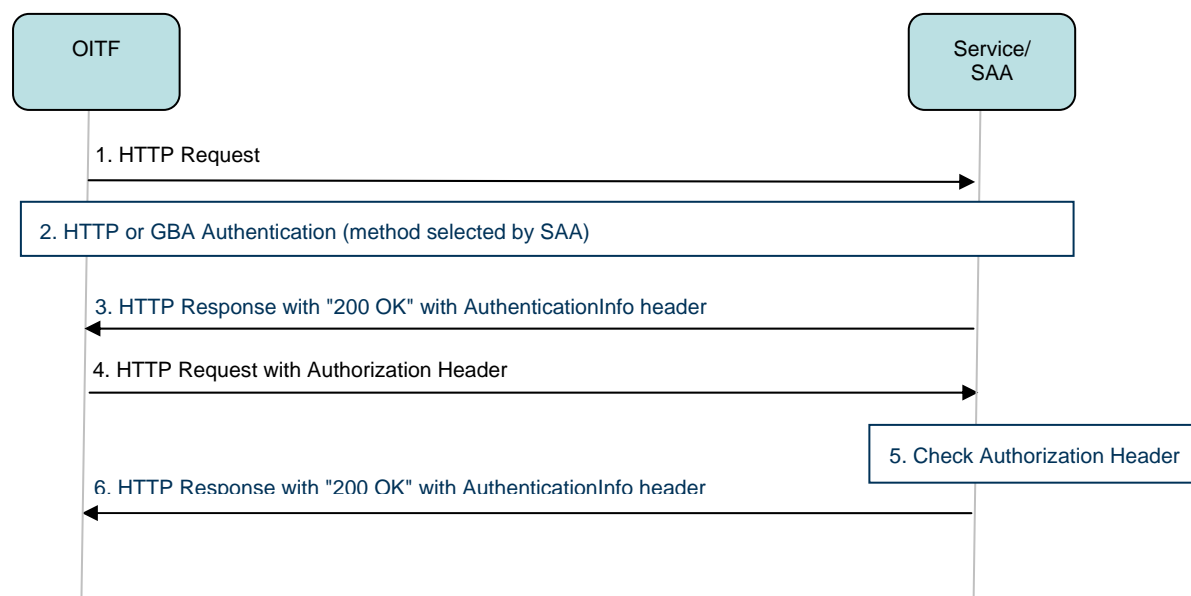 OITF
Service/
SAA
1. HTTP Request
2. HTTP or GBA Authentication (method selected by SAA)
3. HTTP Response with "200 OK" with AuthenticationInfo header
4. HTTP Request with Authorization Header
5. Check Authorization Header
6. HTTP Response with "200 OK" with AuthenticationInfo header